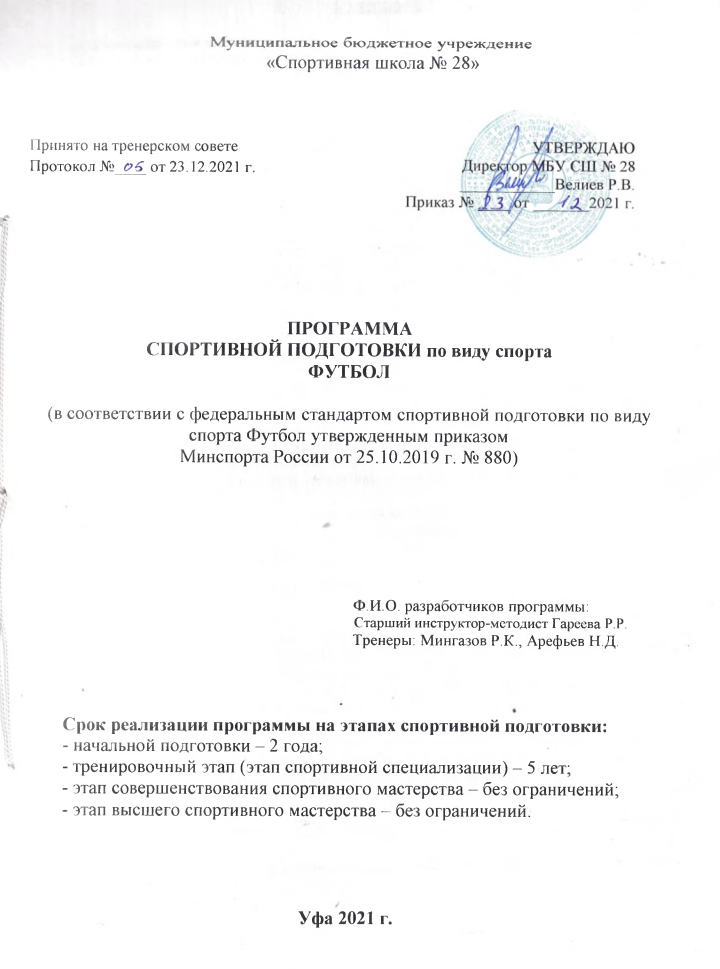 Муниципальное бюджетное учреждение
«Спортивная школа № 28»
Принято на тренерском совете
Протокол № 05 от 23.12.2021 г.
УТВЕРЖДАЮ
Директор МБУ СШ № 28
Велиев Р.В.
Приказ № 23 от 12 2021 г.
ПРОГРАММА
СПОРТИВНОЙ ПОДГОТОВКИ по виду спорта
ФУТБОЛ
(в соответствии с федеральным стандартом спортивной подготовки по виду
спорта Футбол утвержденным приказом
Минспорта России от 25.10.2019 г. № 880)
Ф.И.О. разработчиков программы:
Старший инструктор-методист Гареева Р.Р.
Тренеры: Мингазов Р.К., Арефьев Н.Д.
Срок реализации программы на этапах спортивной подготовки:
- начальной подготовки – 2 года;
- тренировочный этап (этап спортивной специализации) – 5 лет;
- этап совершенствования спортивного мастерства – без ограничений;
- этап высшего спортивного мастерства – без ограничений.
Уфа 2021 г.